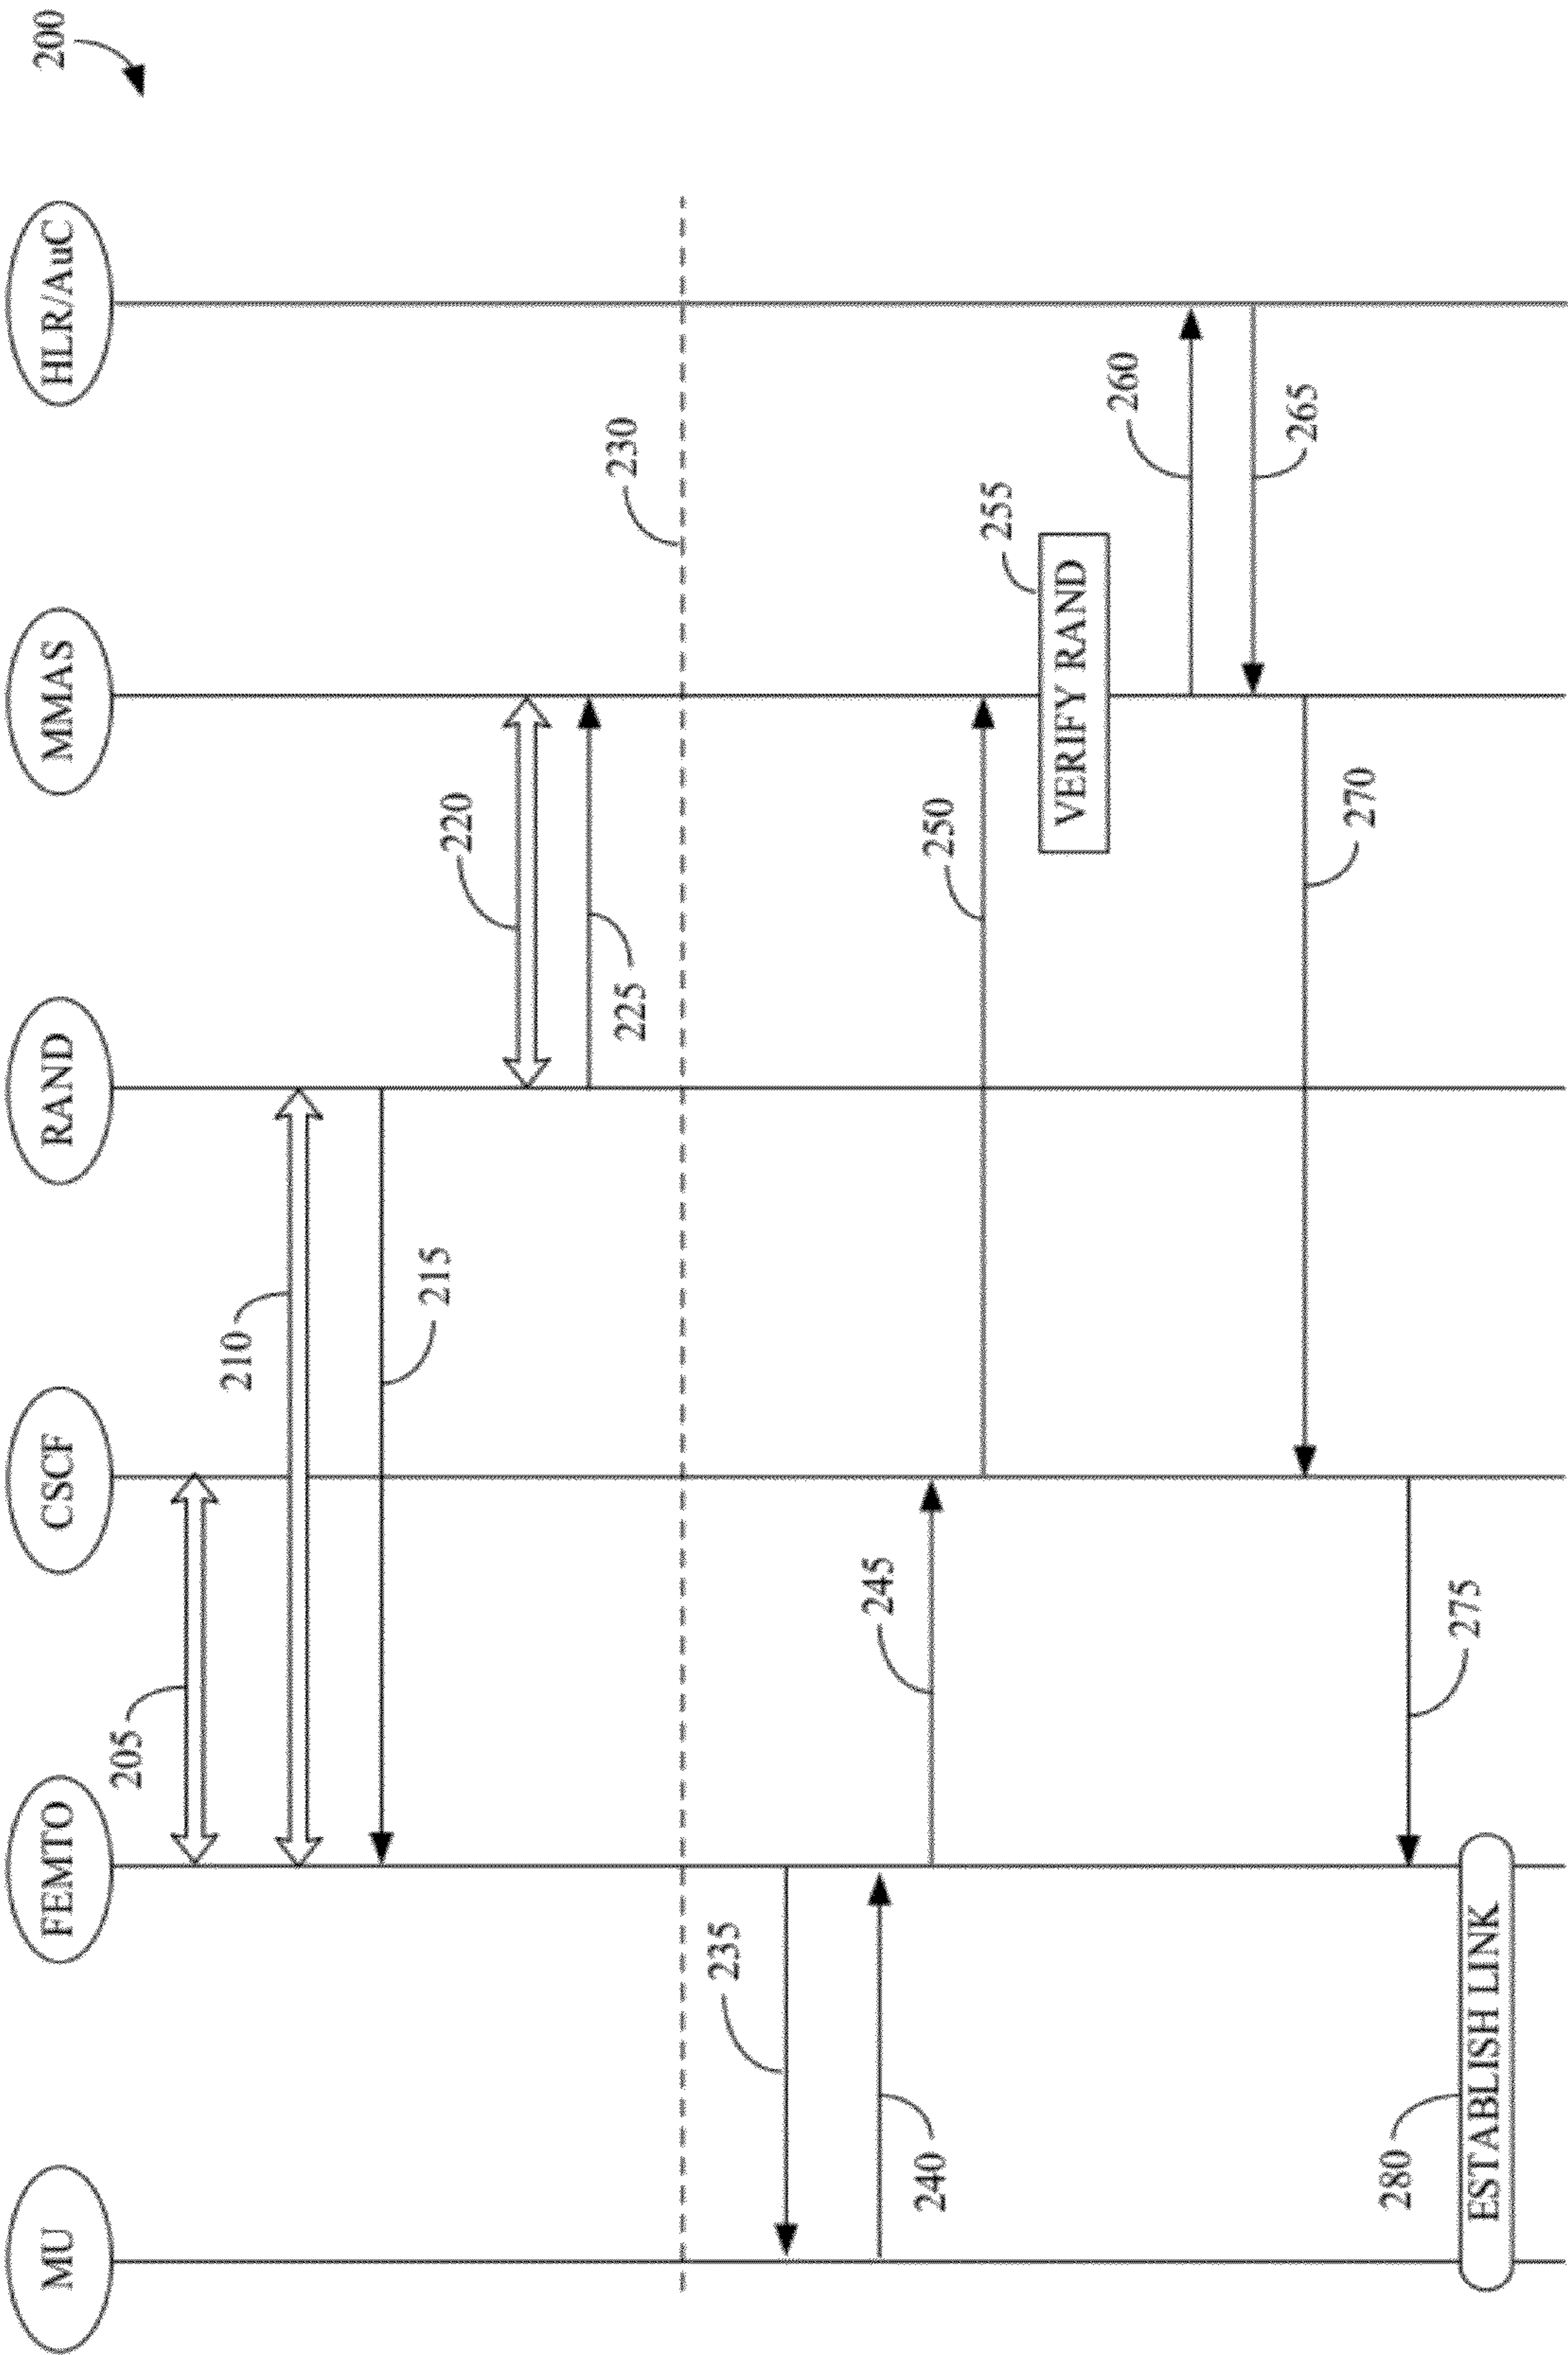 200
MU
FEMTO
CSCF
RAND
MMAS
HLR/AuC
205
210
215
220
225
230
235
240
245
250
VERIFY RAND
255
260
265
270
275
280
ESTABLISH LINK